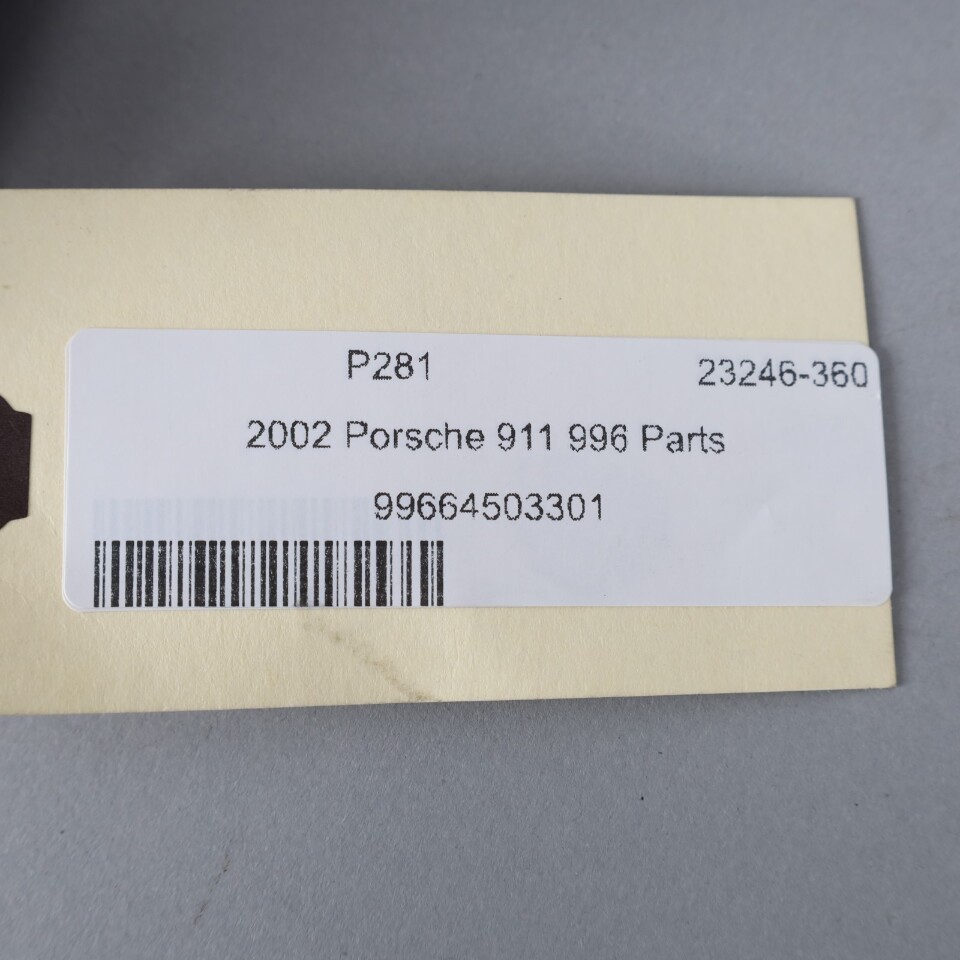 P281 23246-360
2002 Porsche 911 996 Parts
99664503301